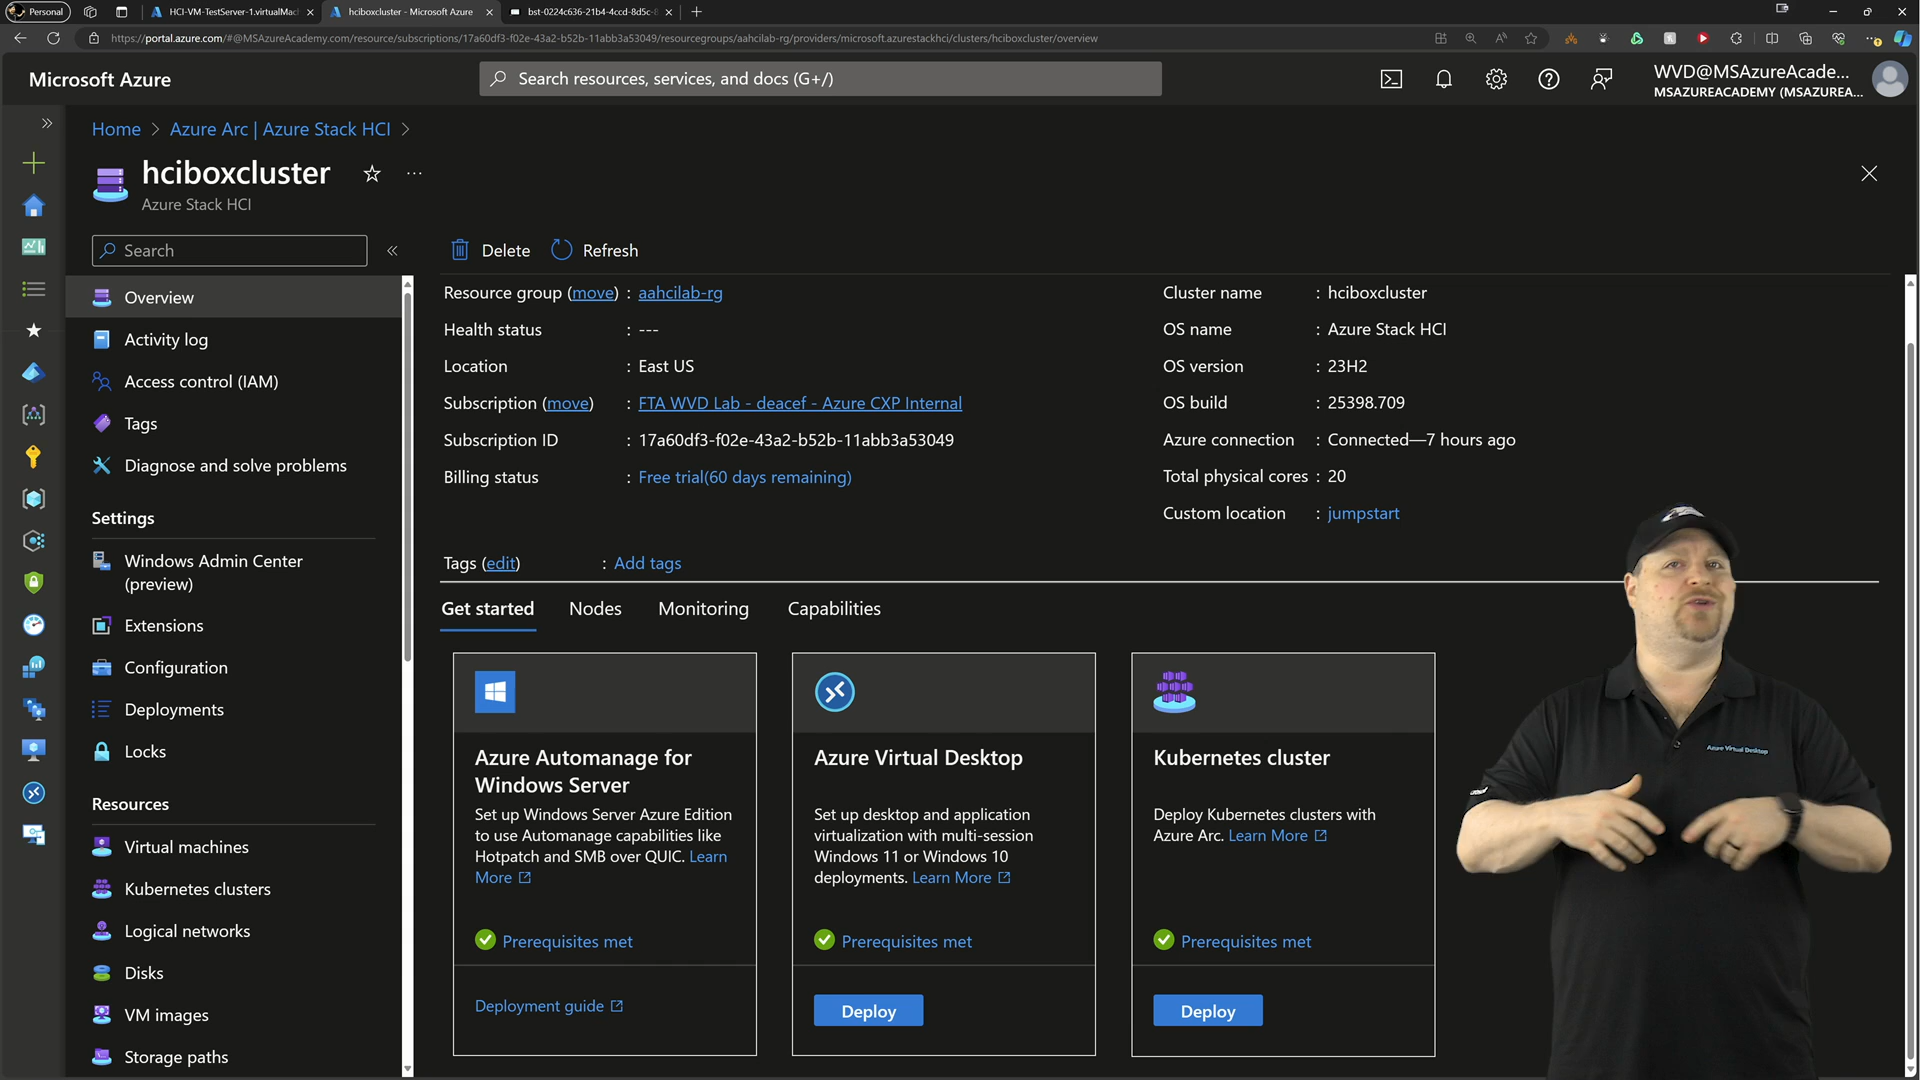 Personal
HCI-VM-TestServer-1.virtualMac
hciboxcluster - Microsoft Azure
bst-0224c636-21b4-4ccd-8d5c-8
https://portal.azure.com/#@MSAzureAcademy.com/resource/subscriptions/17a60df3-f02e-43a2-b52b-11abb3a53049/resourcegroups/aahcilab-rg/providers/microsoft.azurestackhci/clusters/hciboxcluster/overview
Microsoft Azure
Search resources, services, and docs (G+/)
WVD@MSAzureAcade...
MSAZUREACADEMY (MSAZUREA...
Home > Azure Arc | Azure Stack HCI >
hciboxcluster
Azure Stack HCI
Search
Overview
Activity log
Access control (IAM)
Tags
Diagnose and solve problems
Settings
Windows Admin Center
(preview)
Extensions
Configuration
Deployments
Locks
Resources
Virtual machines
Kubernetes clusters
Logical networks
Disks
VM images
Storage paths
Delete
Refresh
Resource group (move) : aahcilab-rg
Health status : ---
Location : East US
Subscription (move) : FTA WVD Lab - deacef - Azure CXP Internal
Subscription ID : 17a60df3-f02e-43a2-b52b-11abb3a53049
Billing status : Free trial(60 days remaining)
Cluster name : hciboxcluster
OS name : Azure Stack HCI
OS version : 23H2
OS build : 25398.709
Azure connection : Connected—7 hours ago
Total physical cores : 20
Custom location : jumpstart
Tags (edit) : Add tags
Get started
Nodes
Monitoring
Capabilities
Azure Automanage for
Windows Server
Set up Windows Server Azure Edition
to use Automanage capabilities like
Hotpatch and SMB over QUIC. Learn
More
Prerequisites met
Deployment guide
Azure Virtual Desktop
Set up desktop and application
virtualization with multi-session
Windows 11 or Windows 10
deployments. Learn More
Prerequisites met
Deploy
Kubernetes cluster
Deploy Kubernetes clusters with
Azure Arc. Learn More
Prerequisites met
Deploy
Azure Virtual Desktop